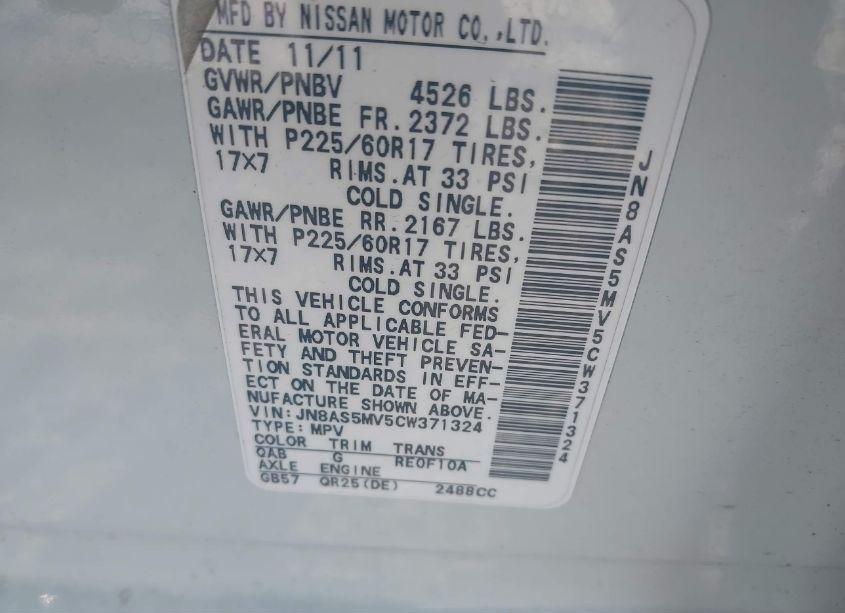 MFD BY NISSAN MOTOR CO.,LTD.
DATE 11/11
GVWR/PNBV 4526 LBS.
GAWR/PNBE FR. 2372 LBS.
WITH P225/60R17 TIRES,
17X7 RIMS.AT 33 PSI
COLD SINGLE.
GAWR/PNBE RR. 2167 LBS.
WITH P225/60R17 TIRES,
17X7 RIMS.AT 33 PSI
COLD SINGLE.
THIS VEHICLE CONFORMS
TO ALL APPLICABLE FED-
ERAL MOTOR VEHICLE SA-
FETY AND THEFT PREVEN-
TION STANDARDS IN EFF-
ECT ON THE DATE OF MA-
NUFACTURE SHOWN ABOVE.
VIN:JN8AS5MV5CW371324
TYPE:MPV
COLOR TRIM TRANS
QAB G RE0F10A
AXLE ENGINE
GB57 QR25(DE) 2488CC
JN8AS5MV5CW371324